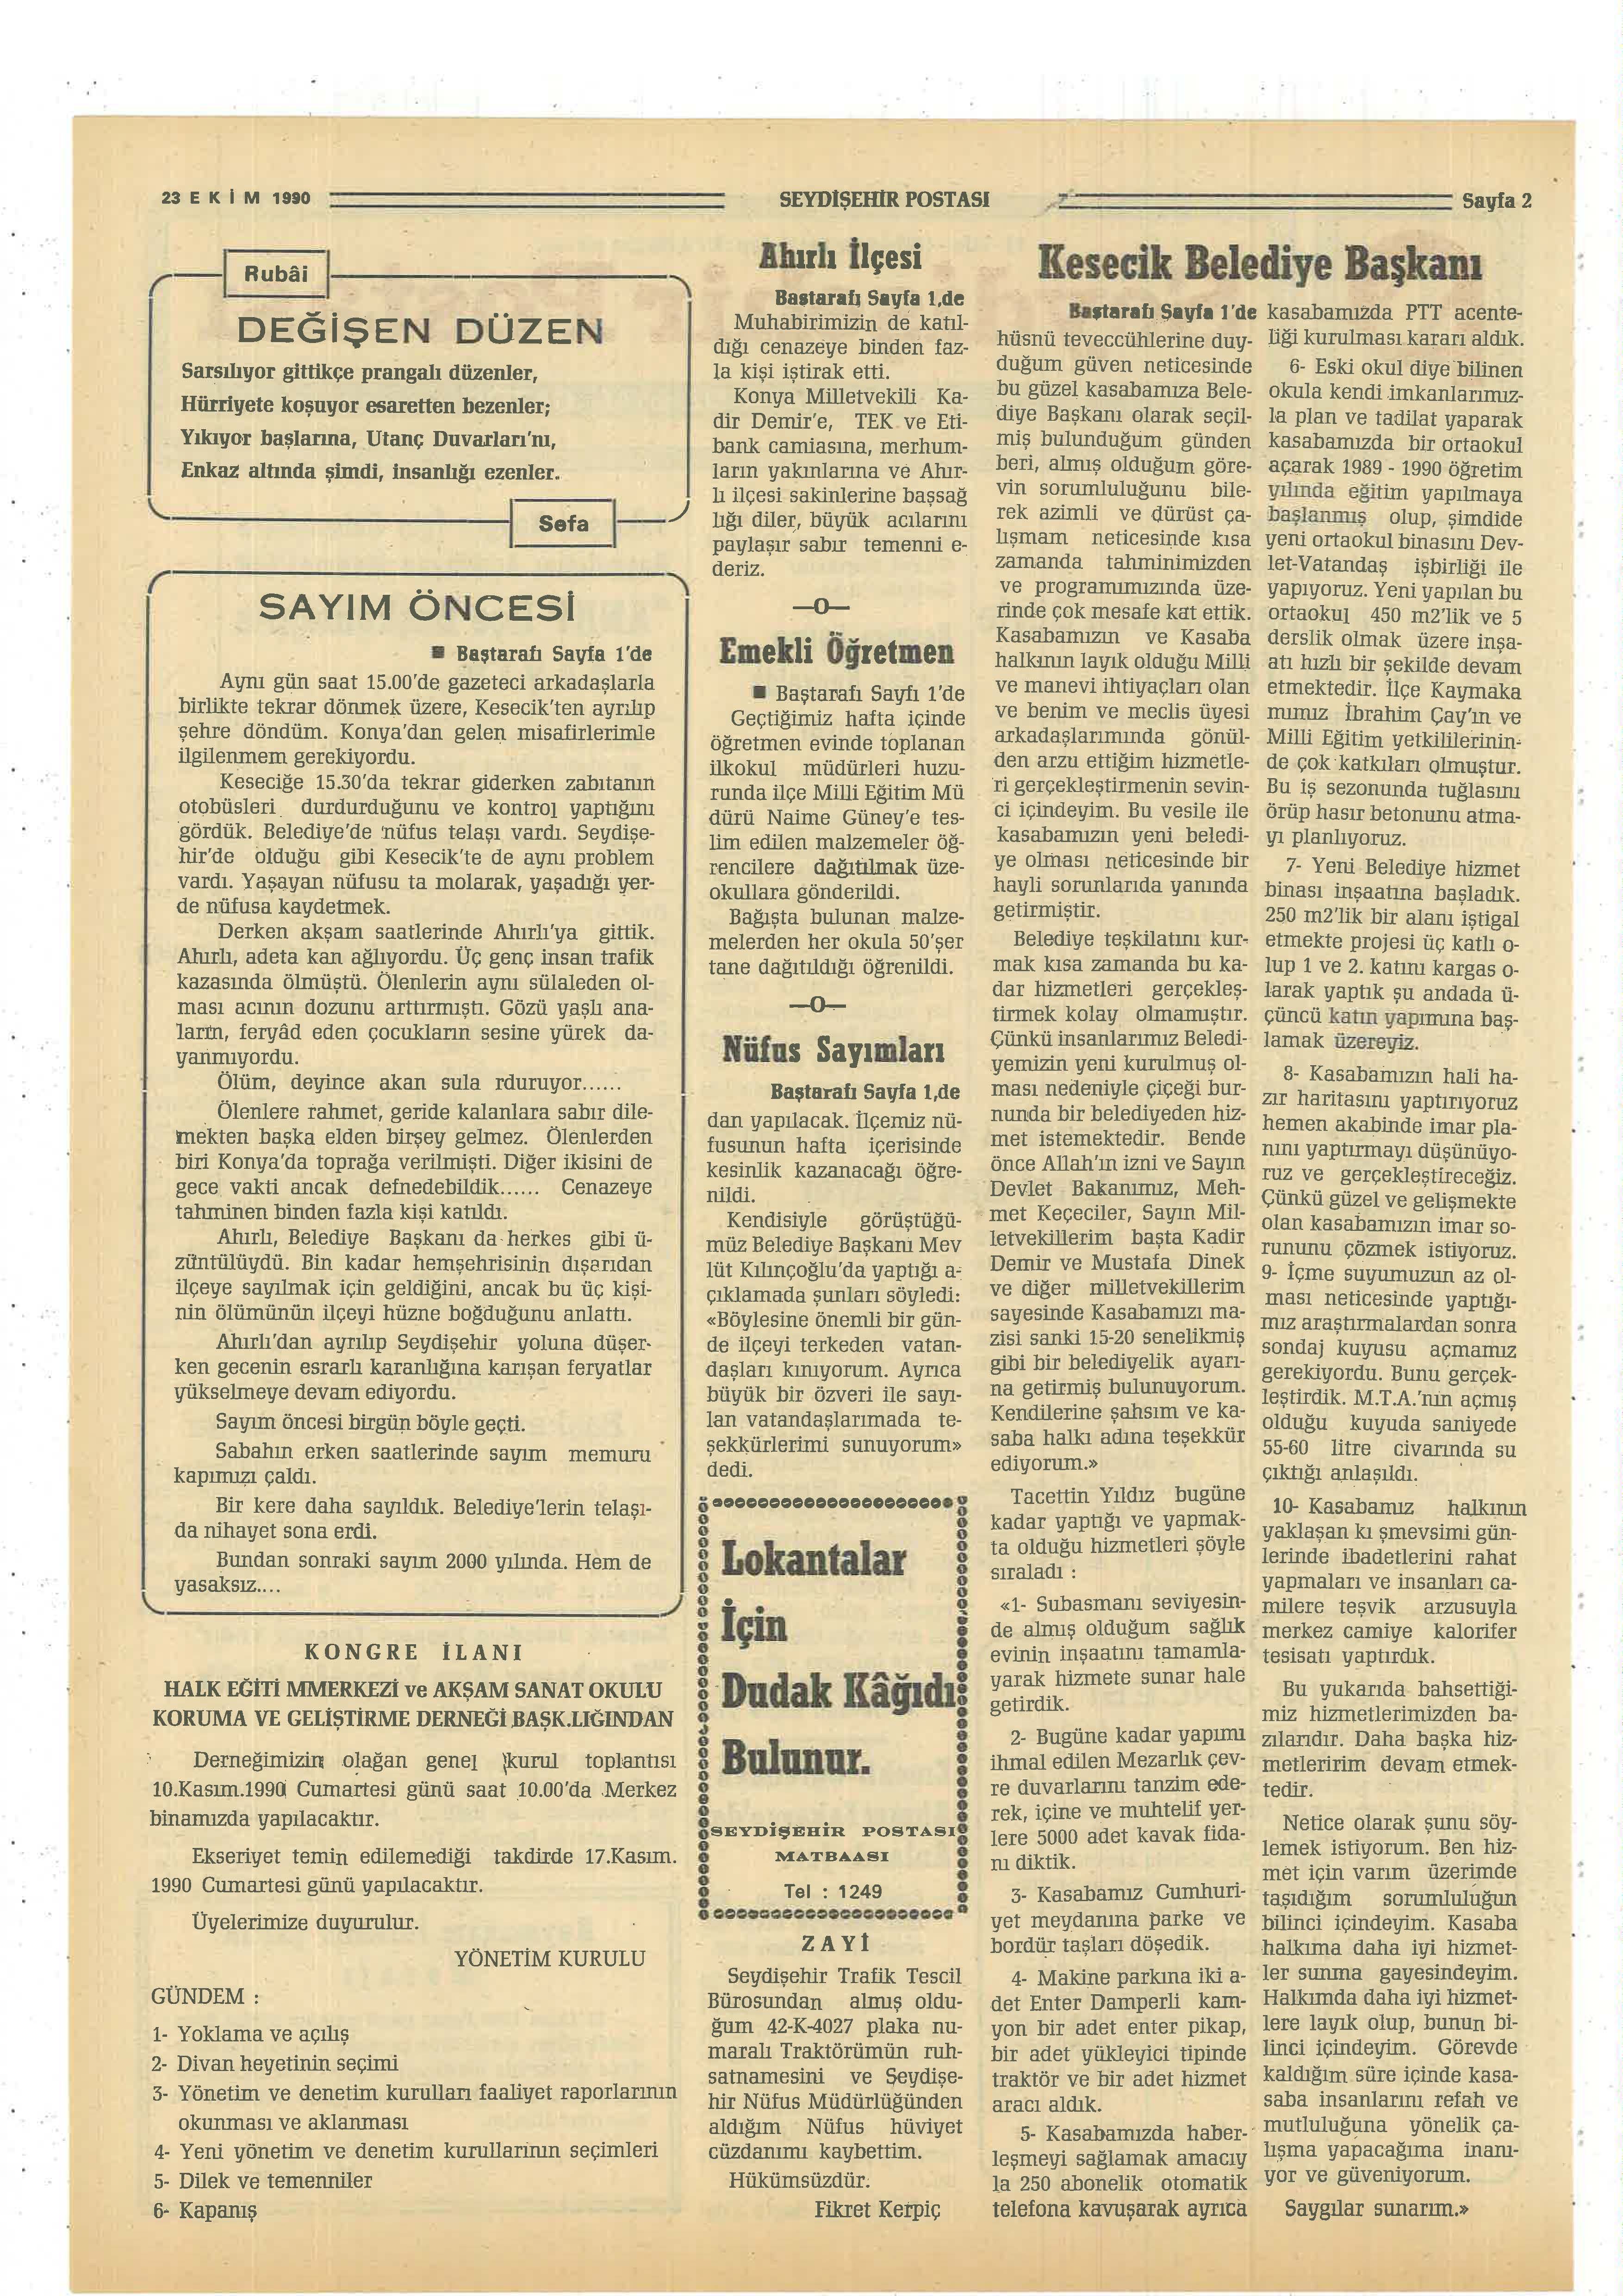 23 EKİM 1990
SEYDİŞEHİR POSTASI
Sayfa 2
Rubâi
DEĞİŞEN DÜZEN
Sarsılıyor gittikçe prangalı düzenler,
Hürriyete koşuyor esaretten bezenler;
Yıkıyor başlarına, Utanç Duvarları'nı,
Enkaz altında şimdi, insanlığı ezenler.
Sefa
SAYIM ÖNCESİ
■ Baştarafı Sayfa 1'de
Aynı gün saat 15.00'de gazeteci arkadaşlarla
birlikte tekrar dönmek üzere, Kesecik'ten ayrılıp
şehre döndüm. Konya'dan gelen misafirlerimle
ilgilenmem gerekiyordu.
Keseciğe 15.30'da tekrar giderken zabıtanın
otobüsleri durdurduğunu ve kontrol yaptığını
gördük. Belediye'de nüfus telaşı vardı. Seydişe-
hir'de olduğu gibi Kesecik'te de aynı problem
vardı. Yaşayan nüfusu ta molarak, yaşadığı yer-
de nüfusa kaydetmek.
Derken akşam saatlerinde Ahırlı'ya gittik.
Ahırlı, adeta kan ağlıyordu. Üç genç insan trafik
kazasında ölmüştü. Ölenlerin aynı sülaleden ol-
ması acının dozunu arttırmıştı. Gözü yaşlı ana-
ların, feryâd eden çocukların sesine yürek da-
yanmıyordu.
Ölüm, deyince akan sula rduruyor......
Ölenlere rahmet, geride kalanlara sabır dile-
mekten başka elden birşey gelmez. Ölenlerden
biri Konya'da toprağa verilmişti. Diğer ikisini de
gece vakti ancak defnedebildik...... Cenazeye
tahminen binden fazla kişi katıldı.
Ahırlı, Belediye Başkanı da herkes gibi ü-
züntülüydü. Bin kadar hemşehrisinin dışarıdan
ilçeye sayılmak için geldiğini, ancak bu üç kişi-
nin ölümünün ilçeyi hüzne boğduğunu anlattı.
Ahırlı'dan ayrılıp Seydişehir yoluna düşer-
ken gecenin esrarlı karanlığına karışan feryatlar
yükselmeye devam ediyordu.
Sayım öncesi birgün böyle geçti.
Sabahın erken saatlerinde sayım memuru
kapımızı çaldı.
Bir kere daha sayıldık. Belediye'lerin telaşı-
da nihayet sona erdi.
Bundan sonraki sayım 2000 yılında. Hem de
yasaksız....
KONGRE İLANI
HALK EĞİTİ MMERKEZİ ve AKŞAM SANAT OKULU
KORUMA VE GELİŞTİRME DERNEĞİ BAŞK.LIĞINDAN
Derneğimizin olağan genel kurul toplantısı
10.Kasım.1990 Cumartesi günü saat 10.00'da Merkez
binamızda yapılacaktır.
Ekseriyet temin edilemediği takdirde 17.Kasım.
1990 Cumartesi günü yapılacaktır.
Üyelerimize duyurulur.
YÖNETİM KURULU
GÜNDEM :
1- Yoklama ve açılış
2- Divan heyetinin seçimi
3- Yönetim ve denetim kurulları faaliyet raporlarının
okunması ve aklanması
4- Yeni yönetim ve denetim kurullarının seçimleri
5- Dilek ve temenniler
6- Kapanış
Ahırlı İlçesi
Bastarafı Sayfa 1,de
Muhabirimizin de katıl-
dığı cenazeye binden faz-
la kişi iştirak etti.
Konya Milletvekili Ka-
dir Demir'e, TEK ve Eti-
bank camiasına, merhum-
ların yakınlarına ve Ahır-
lı ilçesi sakinlerine başsağ
lığı diler, büyük acılarını
paylaşır sabır temenni e-
deriz.
—o—
Emekli Öğretmen
■ Baştarafı Sayfı 1'de
Geçtiğimiz hafta içinde
öğretmen evinde toplanan
ilkokul müdürleri huzu-
runda ilçe Milli Eğitim Mü
dürü Naime Güney'e tes-
lim edilen malzemeler öğ-
rencilere dağıtılmak üze-
okullara gönderildi.
Bağışta bulunan malze-
melerden her okula 50'şer
tane dağıtıldığı öğrenildi.
—o—
Nüfus Sayımları
Baştarafı Sayfa 1,de
dan yapılacak. İlçemiz nü-
fusunun hafta içerisinde
kesinlik kazanacağı öğre-
nildi.
Kendisiyle görüştüğü-
müz Belediye Başkanı Mev
lüt Kılınçoğlu'da yaptığı a-
çıklamada şunları söyledi:
«Böylesine önemli bir gün-
de ilçeyi terkeden vatan-
daşları kınıyorum. Ayrıca
büyük bir özveri ile sayı-
lan vatandaşlarımada te-
şekkürlerimi sunuyorum»
dedi.
Lokantalar
İçin
Dudak Kâğıdı
Bulunur.
SEYDİŞEHİR POSTASI
MATBAASI
Tel : 1249
ZAYİ
Seydişehir Trafik Tescil
Bürosundan almış oldu-
ğum 42-K-4027 plaka nu-
maralı Traktörümün ruh-
satnamesini ve Seydişe-
hir Nüfus Müdürlüğünden
aldığım Nüfus hüviyet
cüzdanımı kaybettim.
Hükümsüzdür.
Fikret Kerpiç
Kesecik Belediye Başkanı
Baştarafı Sayfa 1'de
hüsnü teveccühlerine duy-
duğum güven neticesinde
bu güzel kasabamıza Bele-
diye Başkanı olarak seçil-
miş bulunduğum günden
beri, almış olduğum göre-
vin sorumluluğunu bile-
rek azimli ve dürüst ça-
lışmam neticesinde kısa
zamanda tahminimizden
ve programımızında üze-
rinde çok mesafe kat ettik.
Kasabamızın ve Kasaba
halkının layık olduğu Milli
ve manevi ihtiyaçları olan
ve benim ve meclis üyesi
arkadaşlarımında gönül-
den arzu ettiğim hizmetle-
ri gerçekleştirmenin sevin-
ci içindeyim. Bu vesile ile
kasabamızın yeni beledi-
ye olması neticesinde bir
hayli sorunlarıda yanında
getirmiştir.
Belediye teşkilatını kur-
mak kısa zamanda bu ka-
dar hizmetleri gerçekleş-
tirmek kolay olmamıştır.
Çünkü insanlarımız Beledi-
yemizin yeni kurulmuş ol-
ması nedeniyle çiçeği bur-
nunda bir belediyeden hiz-
met istemektedir. Bende
önce Allah'ın izni ve Sayın
Devlet Bakanımız, Meh-
met Keçeciler, Sayın Mil-
letvekillerim başta Kadir
Demir ve Mustafa Dinek
ve diğer milletvekillerim
sayesinde Kasabamızı ma-
zisi sanki 15-20 senelikmiş
gibi bir belediyelik ayarı-
na getirmiş bulunuyorum.
Kendilerine şahsım ve ka-
saba halkı adına teşekkür
ediyorum.»
Tacettin Yıldız bugüne
kadar yaptığı ve yapmak-
ta olduğu hizmetleri şöyle
sıraladı :
«1- Subasmanı seviyesin-
de almış olduğum sağlık
evinin inşaatını tamamla-
yarak hizmete sunar hale
getirdik.
2- Bugüne kadar yapımı
ihmal edilen Mezarlık çev-
re duvarlarını tanzim ede-
rek, içine ve muhtelif yer-
lere 5000 adet kavak fida-
nı diktik.
3- Kasabamız Cumhuri-
yet meydanına parke ve
bordür taşları döşedik.
4- Makine parkına iki a-
det Enter Damperli kam-
yon bir adet enter pikap,
bir adet yükleyici tipinde
traktör ve bir adet hizmet
aracı aldık.
5- Kasabamızda haber-
leşmeyi sağlamak amacıy
la 250 abonelik otomatik
telefona kavuşarak ayrıca
kasabamızda PTT acente-
liği kurulması kararı aldık.
6- Eski okul diye bilinen
okula kendi imkanlarımız-
la plan ve tadilat yaparak
kasabamızda bir ortaokul
açarak 1989 - 1990 öğretim
yılında eğitim yapılmaya
başlanmış olup, şimdide
yeni ortaokul binasını Dev-
let-Vatandaş işbirliği ile
yapıyoruz. Yeni yapılan bu
ortaokul 450 m2'lik ve 5
derslik olmak üzere inşa-
atı hızlı bir şekilde devam
etmektedir. İlçe Kaymaka
mımız İbrahim Çay'ın ve
Milli Eğitim yetkililerinin-
de çok katkıları olmuştur.
Bu iş sezonunda tuğlasını
örüp hasır betonunu atma-
yı planlıyoruz.
7- Yeni Belediye hizmet
binası inşaatına başladık.
250 m2'lik bir alanı iştigal
etmekte projesi üç katlı o-
lup 1 ve 2. katını kargas o-
larak yaptık şu andada ü-
çüncü katın yapımına baş-
lamak üzereyiz.
8- Kasabamızın hali ha-
zır haritasını yaptırıyoruz
hemen akabinde imar pla-
nını yaptırmayı düşünüyo-
ruz ve gerçekleştireceğiz.
Çünkü güzel ve gelişmekte
olan kasabamızın imar so-
rununu çözmek istiyoruz.
9- İçme suyumuzun az ol-
ması neticesinde yaptığı-
mız araştırmalardan sonra
sondaj kuyusu açmamız
gerekiyordu. Bunu gerçek-
leştirdik. M.T.A.'nın açmış
olduğu kuyuda saniyede
55-60 litre civarında su
çıktığı anlaşıldı.
10- Kasabamız halkının
yaklaşan kı şmevsimi gün-
lerinde ibadetlerini rahat
yapmaları ve insanları ca-
milere teşvik arzusuyla
merkez camiye kalorifer
tesisatı yaptırdık.
Bu yukarıda bahsettiği-
miz hizmetlerimizden ba-
zılarıdır. Daha başka hiz-
metleririm devam etmek-
tedir.
Netice olarak şunu söy-
lemek istiyorum. Ben hiz-
met için varım üzerimde
taşıdığım sorumluluğun
bilinci içindeyim. Kasaba
halkıma daha iyi hizmet-
ler sunma gayesindeyim.
Halkımda daha iyi hizmet-
lere layık olup, bunun bi-
linci içindeyim. Görevde
kaldığım süre içinde kasa-
saba insanlarını refah ve
mutluluğuna yönelik ça-
lışma yapacağıma inanı-
yor ve güveniyorum.
Saygılar sunarım.»